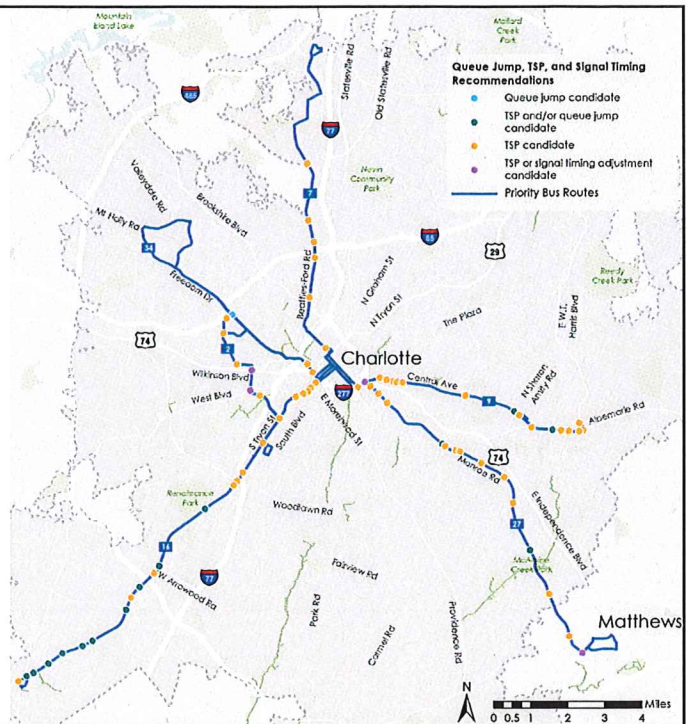 Mountain
Island Lake
Mallard
Creek
Park
Statesville Rd
Old Statesville Rd
Queue Jump, TSP, and Signal Timing
Recommendations
Queue jump candidate
TSP and/or queue jump
candidate
TSP candidate
TSP or signal timing adjustment
candidate
Priority Bus Routes
485
77
Nevin
Community
Park
Valleydale Rd
Brookshire Blvd
Mt Holly Rd
7
34
85
29
Freedom Dr
Beatties-Ford Rd
N Graham St
N Tryon St
The Plaza
Reedy
Creek Park
E W.T.
Harris Blvd
74
2
Charlotte
Wilkinson Blvd
West Blvd
277
Central Ave
9
N Sharon
Amity Rd
Albemarle Rd
S Tryon St
South Blvd
E Morehead St
74
Monroe Rd
Renaissance
Park
Woodlawn Rd
27
E Independence Blvd
16
Fairview Rd
McAlpine
Creek Park
77
W Arrowood Rd
Park Rd
Carmel Rd
Providence Rd
Matthews
N
Miles
0 0.5 1 2 3 4